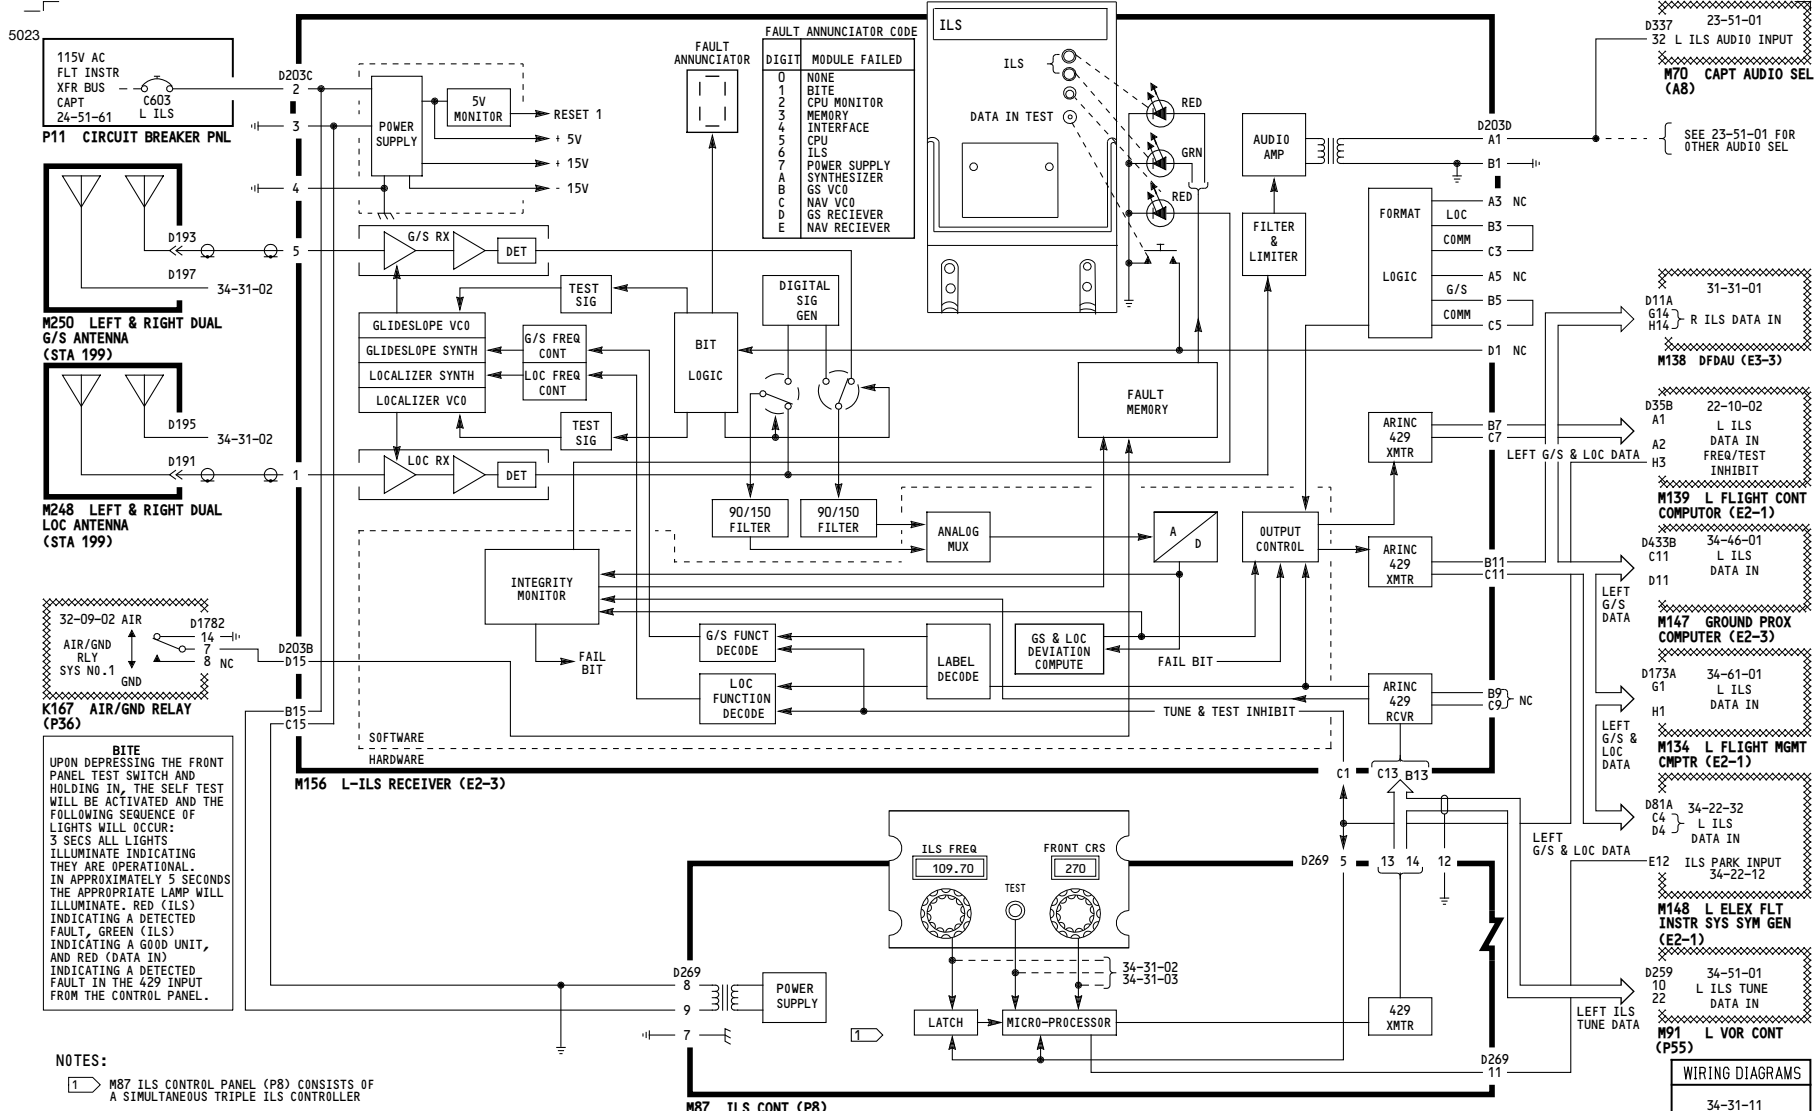 5023
115V AC
FLT INSTR
XFR BUS
CAPT
24-51-61
C603
L ILS
P11 CIRCUIT BREAKER PNL
D193
D197
34-31-02
M250 LEFT & RIGHT DUAL
G/S ANTENNA
(STA 199)
D195
34-31-02
D191
M248 LEFT & RIGHT DUAL
LOC ANTENNA
(STA 199)
32-09-02 AIR
AIR/GND
RLY
SYS NO.1
GND
D1782
14
7
8 NC
K167 AIR/GND RELAY
(P36)
BITE
UPON DEPRESSING THE FRONT
PANEL TEST SWITCH AND
HOLDING IN, THE SELF TEST
WILL BE ACTIVATED AND THE
FOLLOWING SEQUENCE OF
LIGHTS WILL OCCUR:
3 SECS ALL LIGHTS
ILLUMINATE INDICATING
THEY ARE OPERATIONAL.
IN APPROXIMATELY 5 SECONDS
THE APPROPRIATE LAMP WILL
ILLUMINATE. RED (ILS)
INDICATING A DETECTED
FAULT, GREEN (ILS)
INDICATING A GOOD UNIT,
AND RED (DATA IN)
INDICATING A DETECTED
FAULT IN THE 429 INPUT
FROM THE CONTROL PANEL.
NOTES:
1 M87 ILS CONTROL PANEL (P8) CONSISTS OF
A SIMULTANEOUS TRIPLE ILS CONTROLLER
D203C
2
3
4
5
1
D203B
D15
B15
C15
POWER
SUPPLY
5V
MONITOR
RESET 1
+ 5V
+ 15V
- 15V
G/S RX
DET
TEST
SIG
GLIDESLOPE VCO
GLIDESLOPE SYNTH
LOCALIZER SYNTH
LOCALIZER VCO
G/S FREQ
CONT
LOC FREQ
CONT
TEST
SIG
LOC RX
DET
FAULT
ANNUNCIATOR
FAULT ANNUNCIATOR CODE
DIGIT MODULE FAILED
0 NONE
1 BITE
2 CPU MONITOR
3 MEMORY
4 INTERFACE
5 CPU
6 ILS
7 POWER SUPPLY
A SYNTHESIZER
B GS VCO
C NAV VCO
D GS RECIEVER
E NAV RECIEVER
BIT
LOGIC
DIGITAL
SIG
GEN
90/150
FILTER
90/150
FILTER
ILS
ILS
DATA IN TEST
RED
GRN
RED
AUDIO
AMP
FILTER
&
LIMITER
FORMAT
LOGIC
FAULT
MEMORY
ANALOG
MUX
A
D
OUTPUT
CONTROL
ARINC
429
XMTR
ARINC
429
XMTR
ARINC
429
RCVR
INTEGRITY
MONITOR
FAIL
BIT
G/S FUNCT
DECODE
LOC
FUNCTION
DECODE
LABEL
DECODE
GS & LOC
DEVIATION
COMPUTE
FAIL BIT
TUNE & TEST INHIBIT
SOFTWARE
HARDWARE
M156 L-ILS RECEIVER (E2-3)
D203D
A1
B1
A3 NC
LOC
B3
COMM
C3
A5 NC
G/S
B5
COMM
C5
D1 NC
B7
C7
LEFT G/S & LOC DATA
B11
C11
B9
C9
NC
C1
C13 B13
SEE 23-51-01 FOR
OTHER AUDIO SEL
D337
32
23-51-01
L ILS AUDIO INPUT
M70 CAPT AUDIO SEL
(A8)
31-31-01
D11A
G14
H14
R ILS DATA IN
M138 DFDAU (E3-3)
D35B
A1
A2
H3
22-10-02
L ILS
DATA IN
FREQ/TEST
INHIBIT
M139 L FLIGHT CONT
COMPUTOR (E2-1)
D433B
C11
D11
34-46-01
L ILS
DATA IN
LEFT
G/S
DATA
M147 GROUND PROX
COMPUTER (E2-3)
D173A
G1
H1
34-61-01
L ILS
DATA IN
LEFT
G/S &
LOC
DATA
M134 L FLIGHT MGMT
CMPTR (E2-1)
D81A
C4
D4
34-22-32
L ILS
DATA IN
LEFT
G/S & LOC DATA
E12
ILS PARK INPUT
34-22-12
M148 L ELEX FLT
INSTR SYS SYM GEN
(E2-1)
D259
10
22
34-51-01
L ILS TUNE
DATA IN
LEFT ILS
TUNE DATA
M91 L VOR CONT
(P55)
ILS FREQ
109.70
FRONT CRS
270
TEST
34-31-02
34-31-03
D269 5 13 14 12
D269
8
9
7
POWER
SUPPLY
1
LATCH
MICRO-PROCESSOR
429
XMTR
D269
11
M87 ILS CONT (P8)
WIRING DIAGRAMS
34-31-11